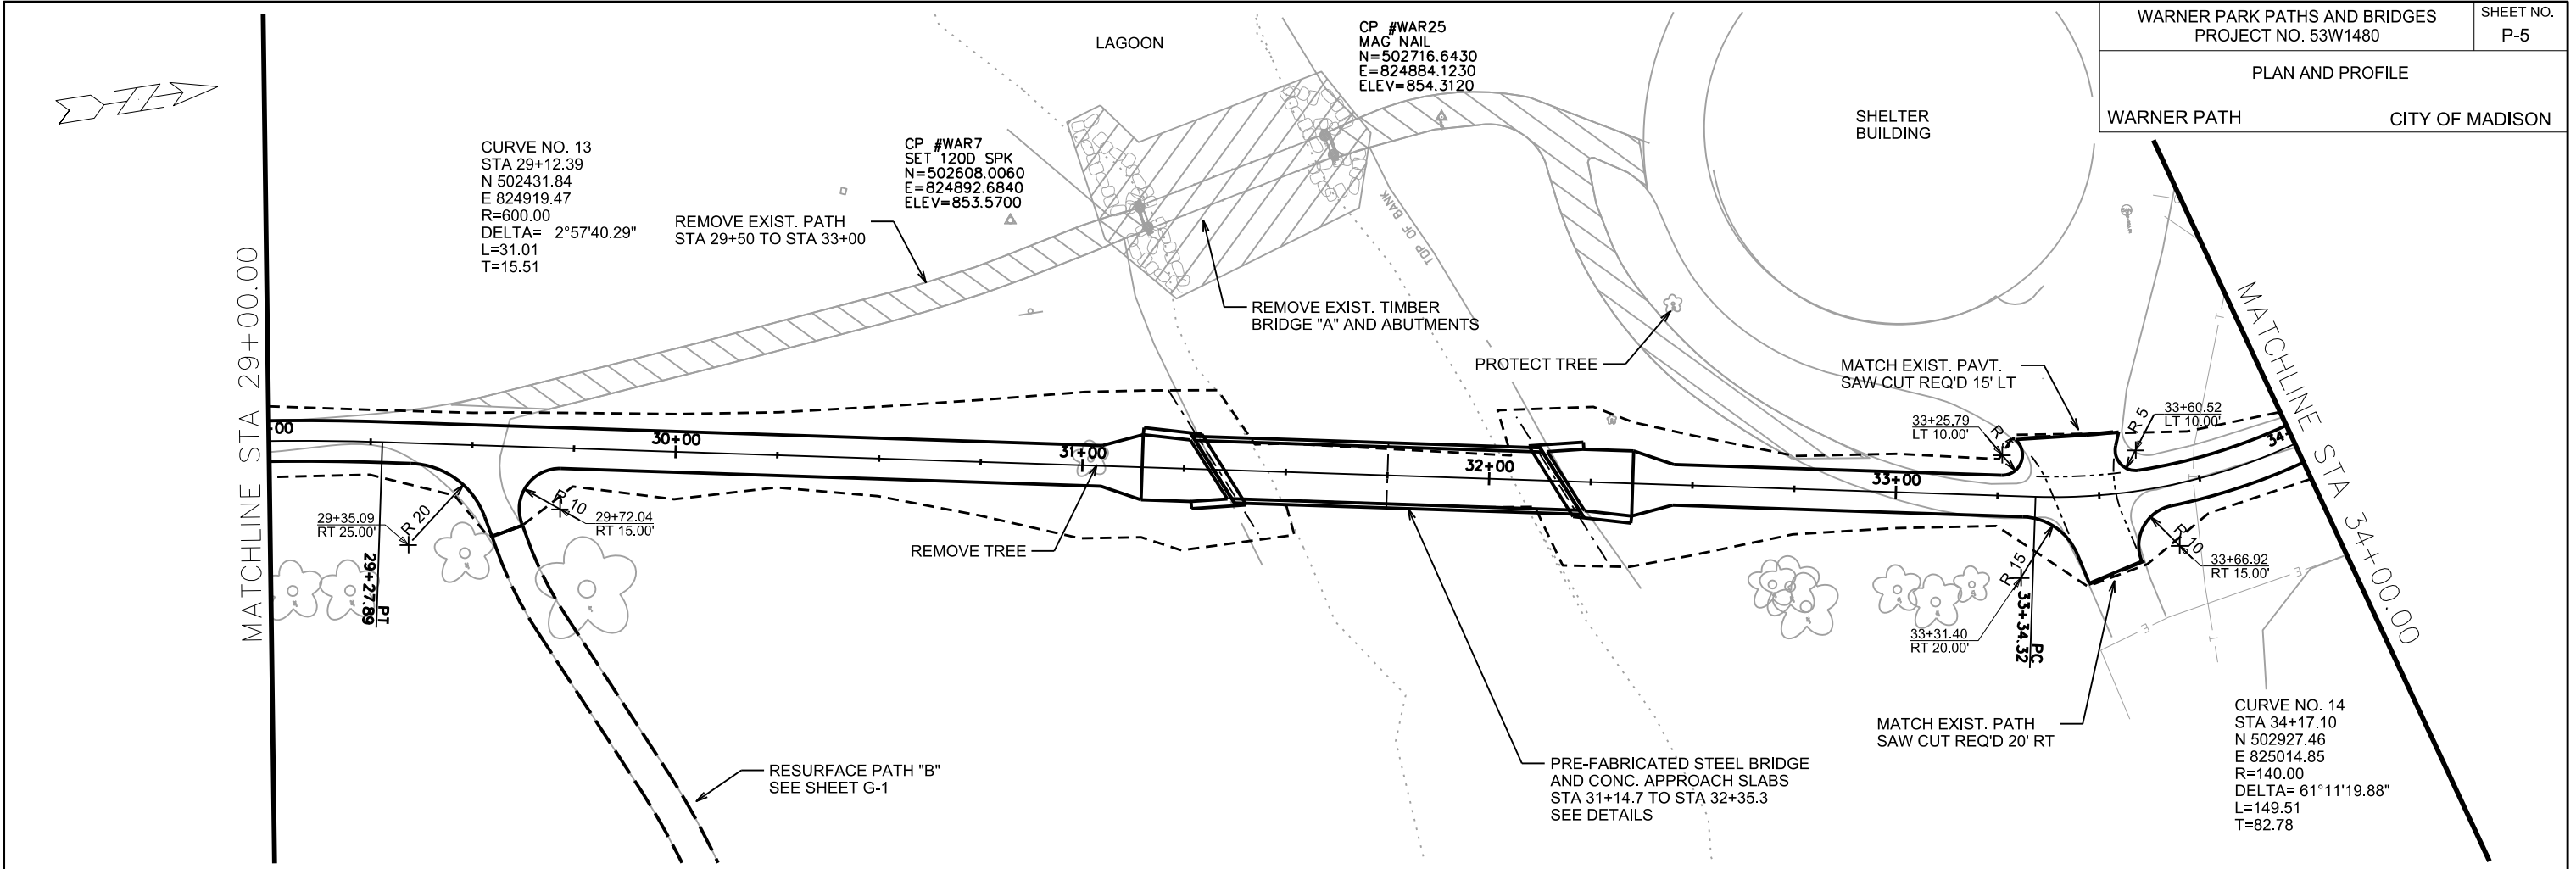 WARNER PARK PATHS AND BRIDGES
PROJECT NO. 53W1480
SHEET NO.
P-5
PLAN AND PROFILE
WARNER PATH
CITY OF MADISON
LAGOON
CP #WAR25
MAG NAIL
N=502716.6430
E=824884.1230
ELEV=854.3120
SHELTER
BUILDING
CURVE NO. 13
STA 29+12.39
N 502431.84
E 824919.47
R=600.00
DELTA= 2°57'40.29"
L=31.01
T=15.51
CP #WAR7
SET 120D SPK
N=502608.0060
E=824892.6840
ELEV=853.5700
REMOVE EXIST. PATH
STA 29+50 TO STA 33+00
TOP OF BANK
REMOVE EXIST. TIMBER
BRIDGE "A" AND ABUTMENTS
PROTECT TREE
MATCH EXIST. PAVT.
SAW CUT REQ'D 15' LT
MATCHLINE STA 29+00.00
MATCHLINE STA 34+00.00
33+25.79
LT 10.00'
R 5
33+60.52
LT 10.00'
00
30+00
31+00
32+00
33+00
34
29+35.09
RT 25.00'
R 20
R 10
29+72.04
RT 15.00'
PT
29+27.89
REMOVE TREE
R 15
R 10
33+66.92
RT 15.00'
33+31.40
RT 20.00'
PC
33+34.32
T
T
E
E
RESURFACE PATH "B"
SEE SHEET G-1
PRE-FABRICATED STEEL BRIDGE
AND CONC. APPROACH SLABS
STA 31+14.7 TO STA 32+35.3
SEE DETAILS
MATCH EXIST. PATH
SAW CUT REQ'D 20' RT
CURVE NO. 14
STA 34+17.10
N 502927.46
E 825014.85
R=140.00
DELTA= 61°11'19.88"
L=149.51
T=82.78